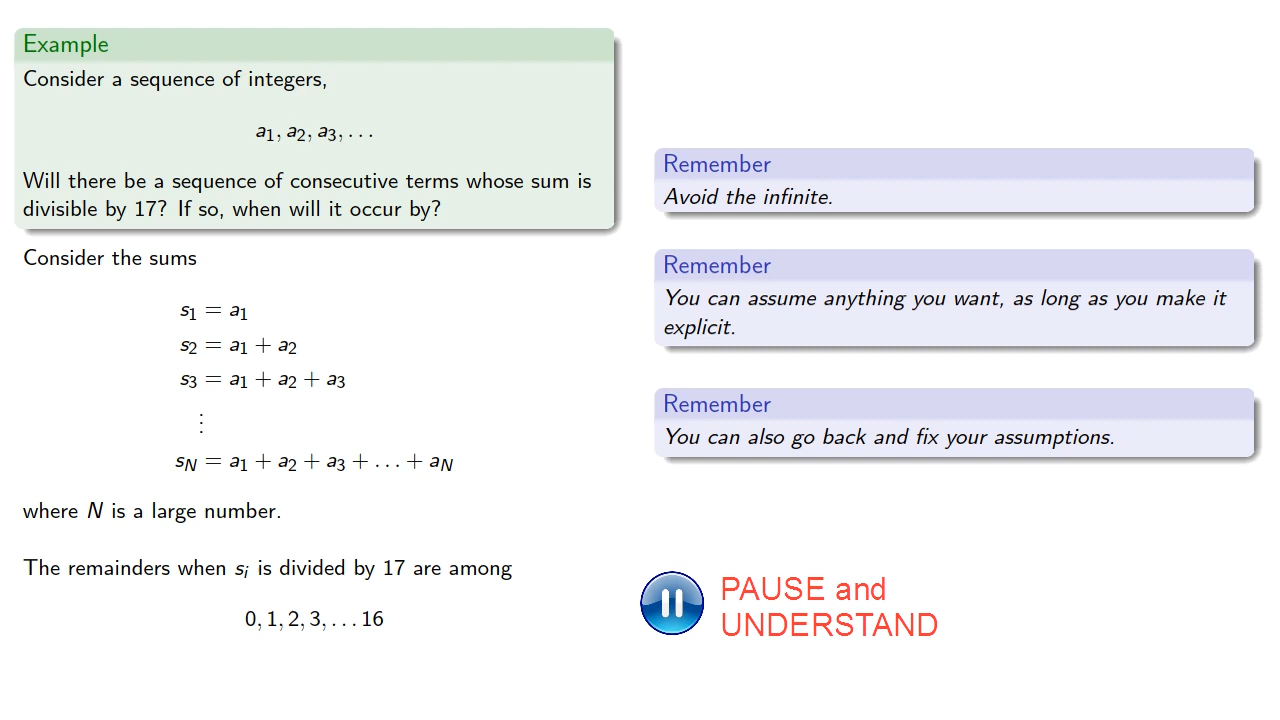 Example
Consider a sequence of integers,
a₁, a₂, a₃, . . .
Will there be a sequence of consecutive terms whose sum is
divisible by 17? If so, when will it occur by?
Consider the sums
s₁ = a₁
s₂ = a₁ + a₂
s₃ = a₁ + a₂ + a₃
⋮
s_N = a₁ + a₂ + a₃ + . . . + a_N
where N is a large number.
The remainders when s_i is divided by 17 are among
0, 1, 2, 3, . . . 16
Remember
Avoid the infinite.
Remember
You can assume anything you want, as long as you make it
explicit.
Remember
You can also go back and fix your assumptions.
PAUSE and
UNDERSTAND